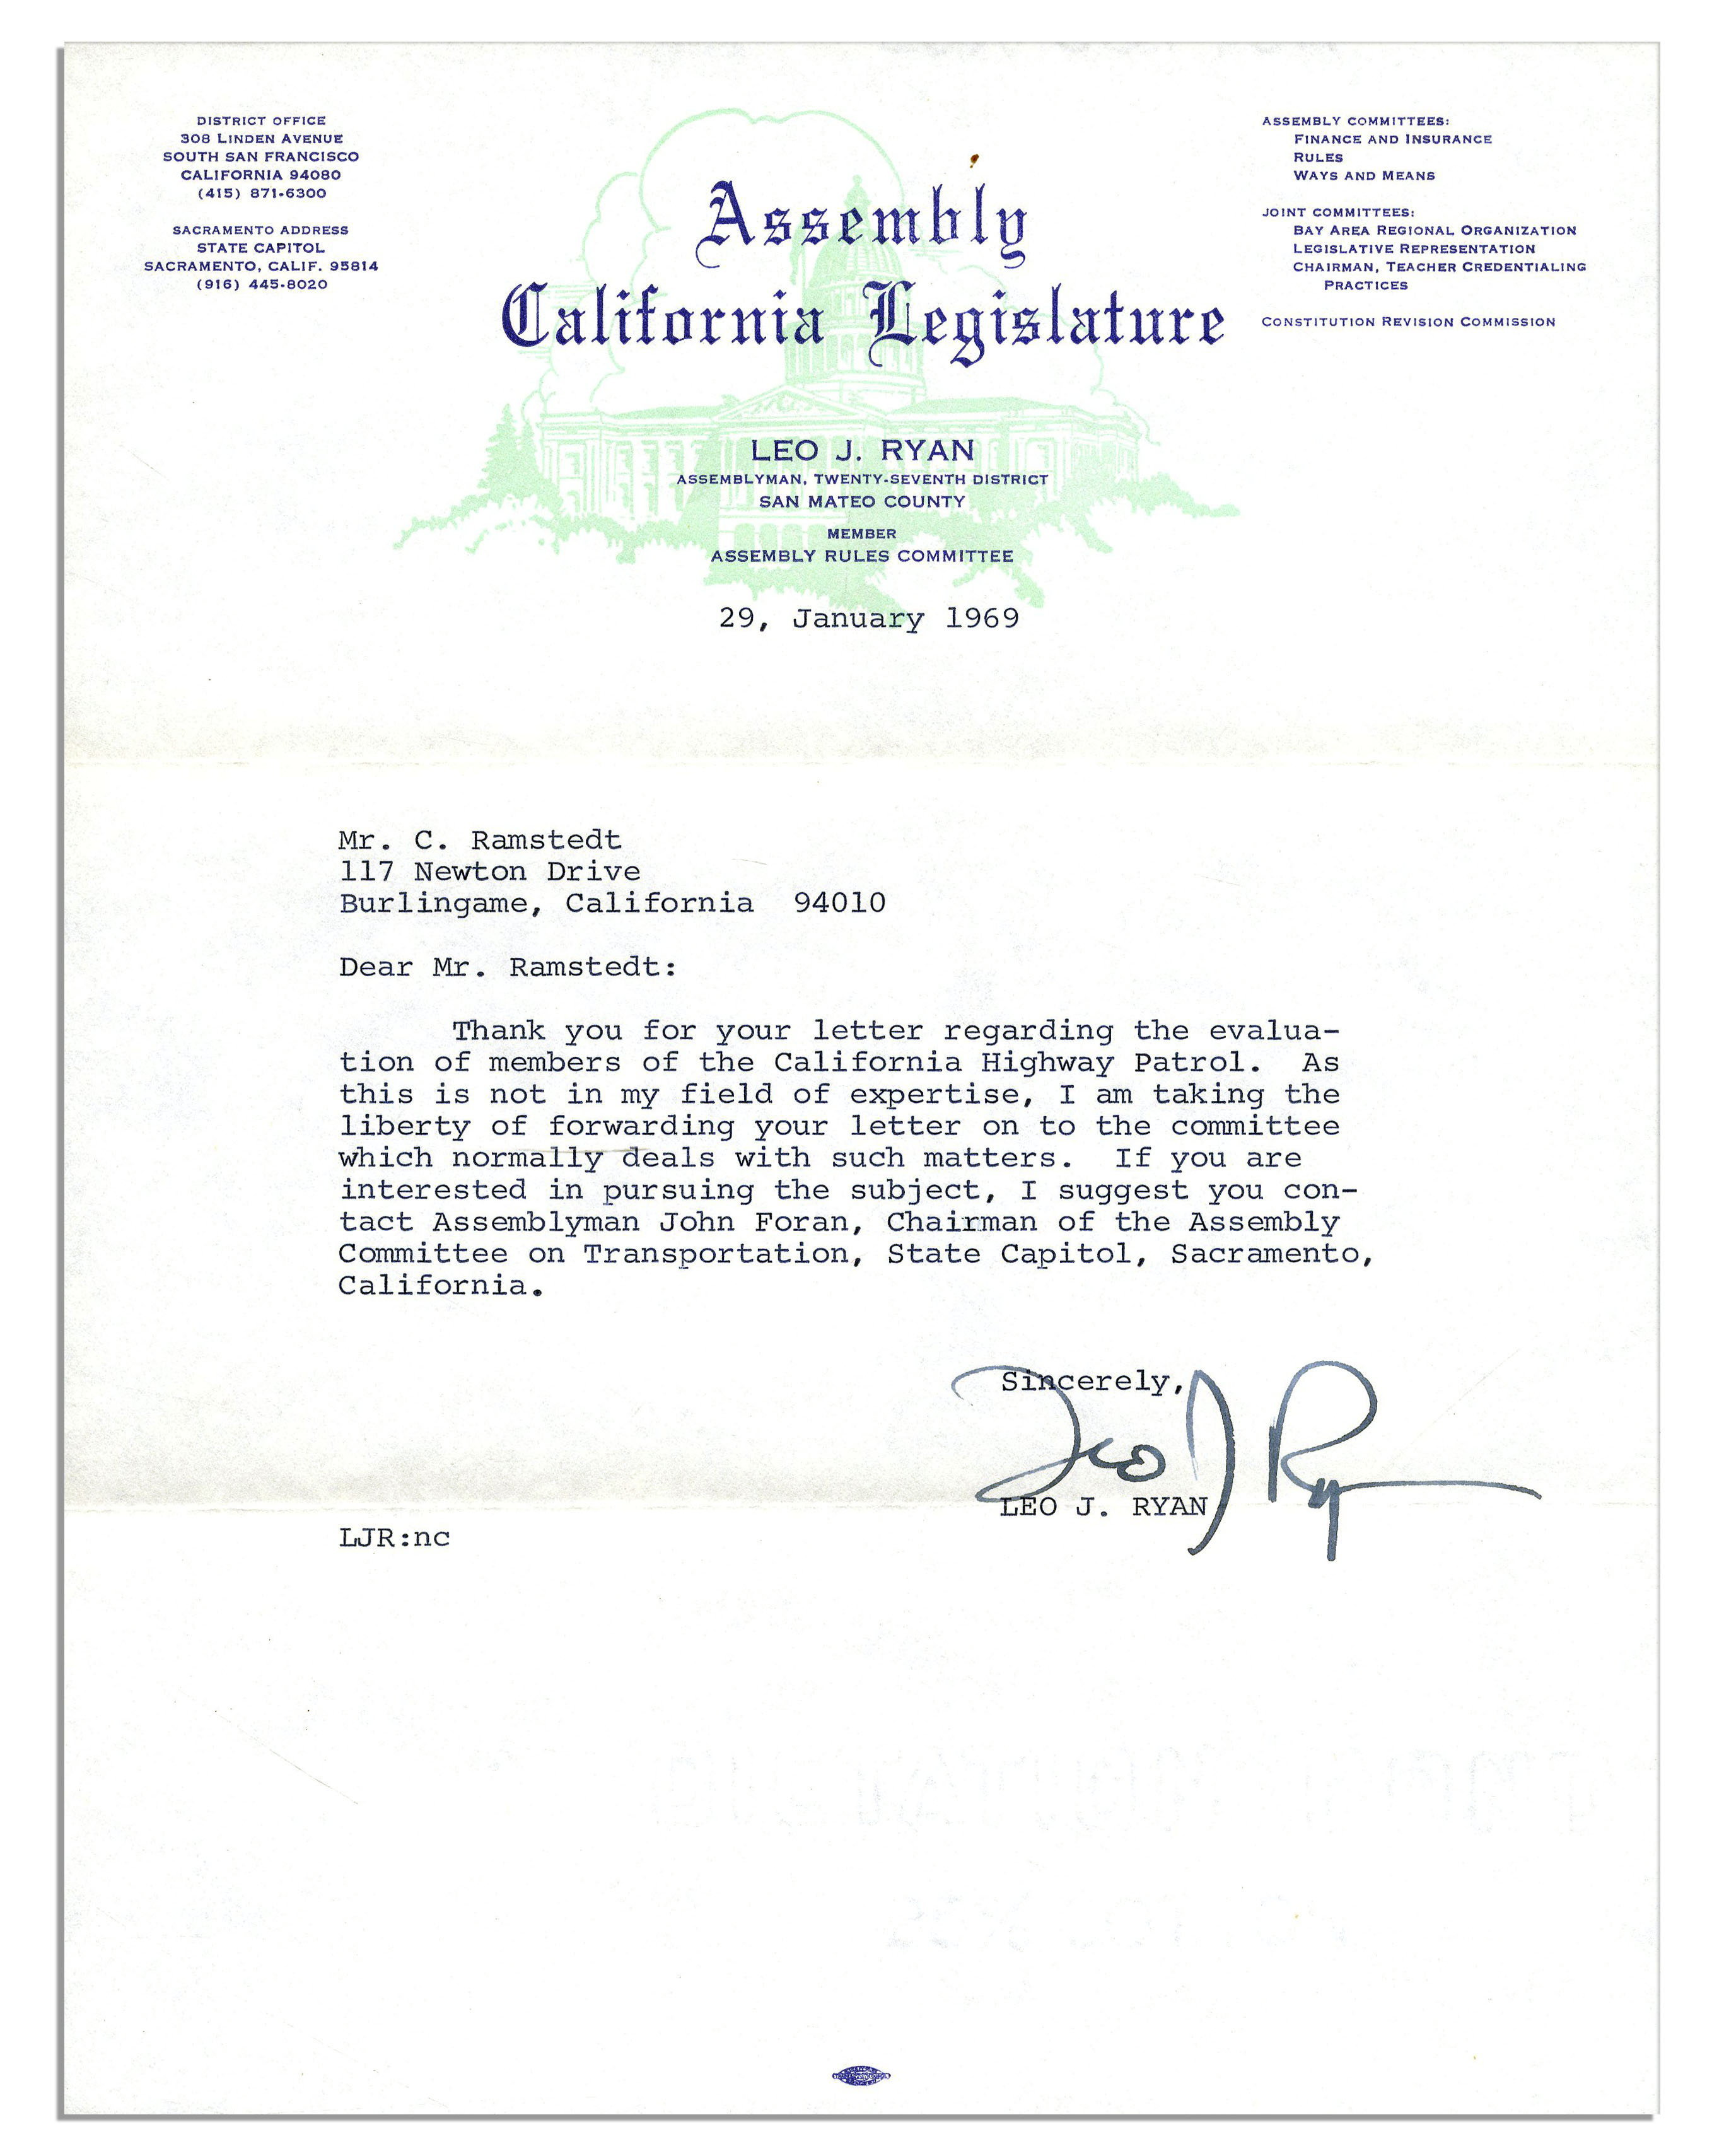 DISTRICT OFFICE
308 LINDEN AVENUE
SOUTH SAN FRANCISCO
CALIFORNIA 94080
(415) 871-6300
SACRAMENTO ADDRESS
STATE CAPITOL
SACRAMENTO, CALIF. 95814
(916) 445-8020
Assembly
California Legislature
ASSEMBLY COMMITTEES:
FINANCE AND INSURANCE
RULES
WAYS AND MEANS
JOINT COMMITTEES:
BAY AREA REGIONAL ORGANIZATION
LEGISLATIVE REPRESENTATION
CHAIRMAN, TEACHER CREDENTIALING
PRACTICES
CONSTITUTION REVISION COMMISSION
LEO J. RYAN
ASSEMBLYMAN, TWENTY-SEVENTH DISTRICT
SAN MATEO COUNTY
MEMBER
ASSEMBLY RULES COMMITTEE
29, January 1969
Mr. C. Ramstedt
117 Newton Drive
Burlingame, California  94010
Dear Mr. Ramstedt:
Thank you for your letter regarding the evalua-
tion of members of the California Highway Patrol.  As
this is not in my field of expertise, I am taking the
liberty of forwarding your letter on to the committee
which normally deals with such matters.  If you are
interested in pursuing the subject, I suggest you con-
tact Assemblyman John Foran, Chairman of the Assembly
Committee on Transportation, State Capitol, Sacramento,
California.
Sincerely,
Leo J Ryan
LEO J. RYAN
LJR:nc